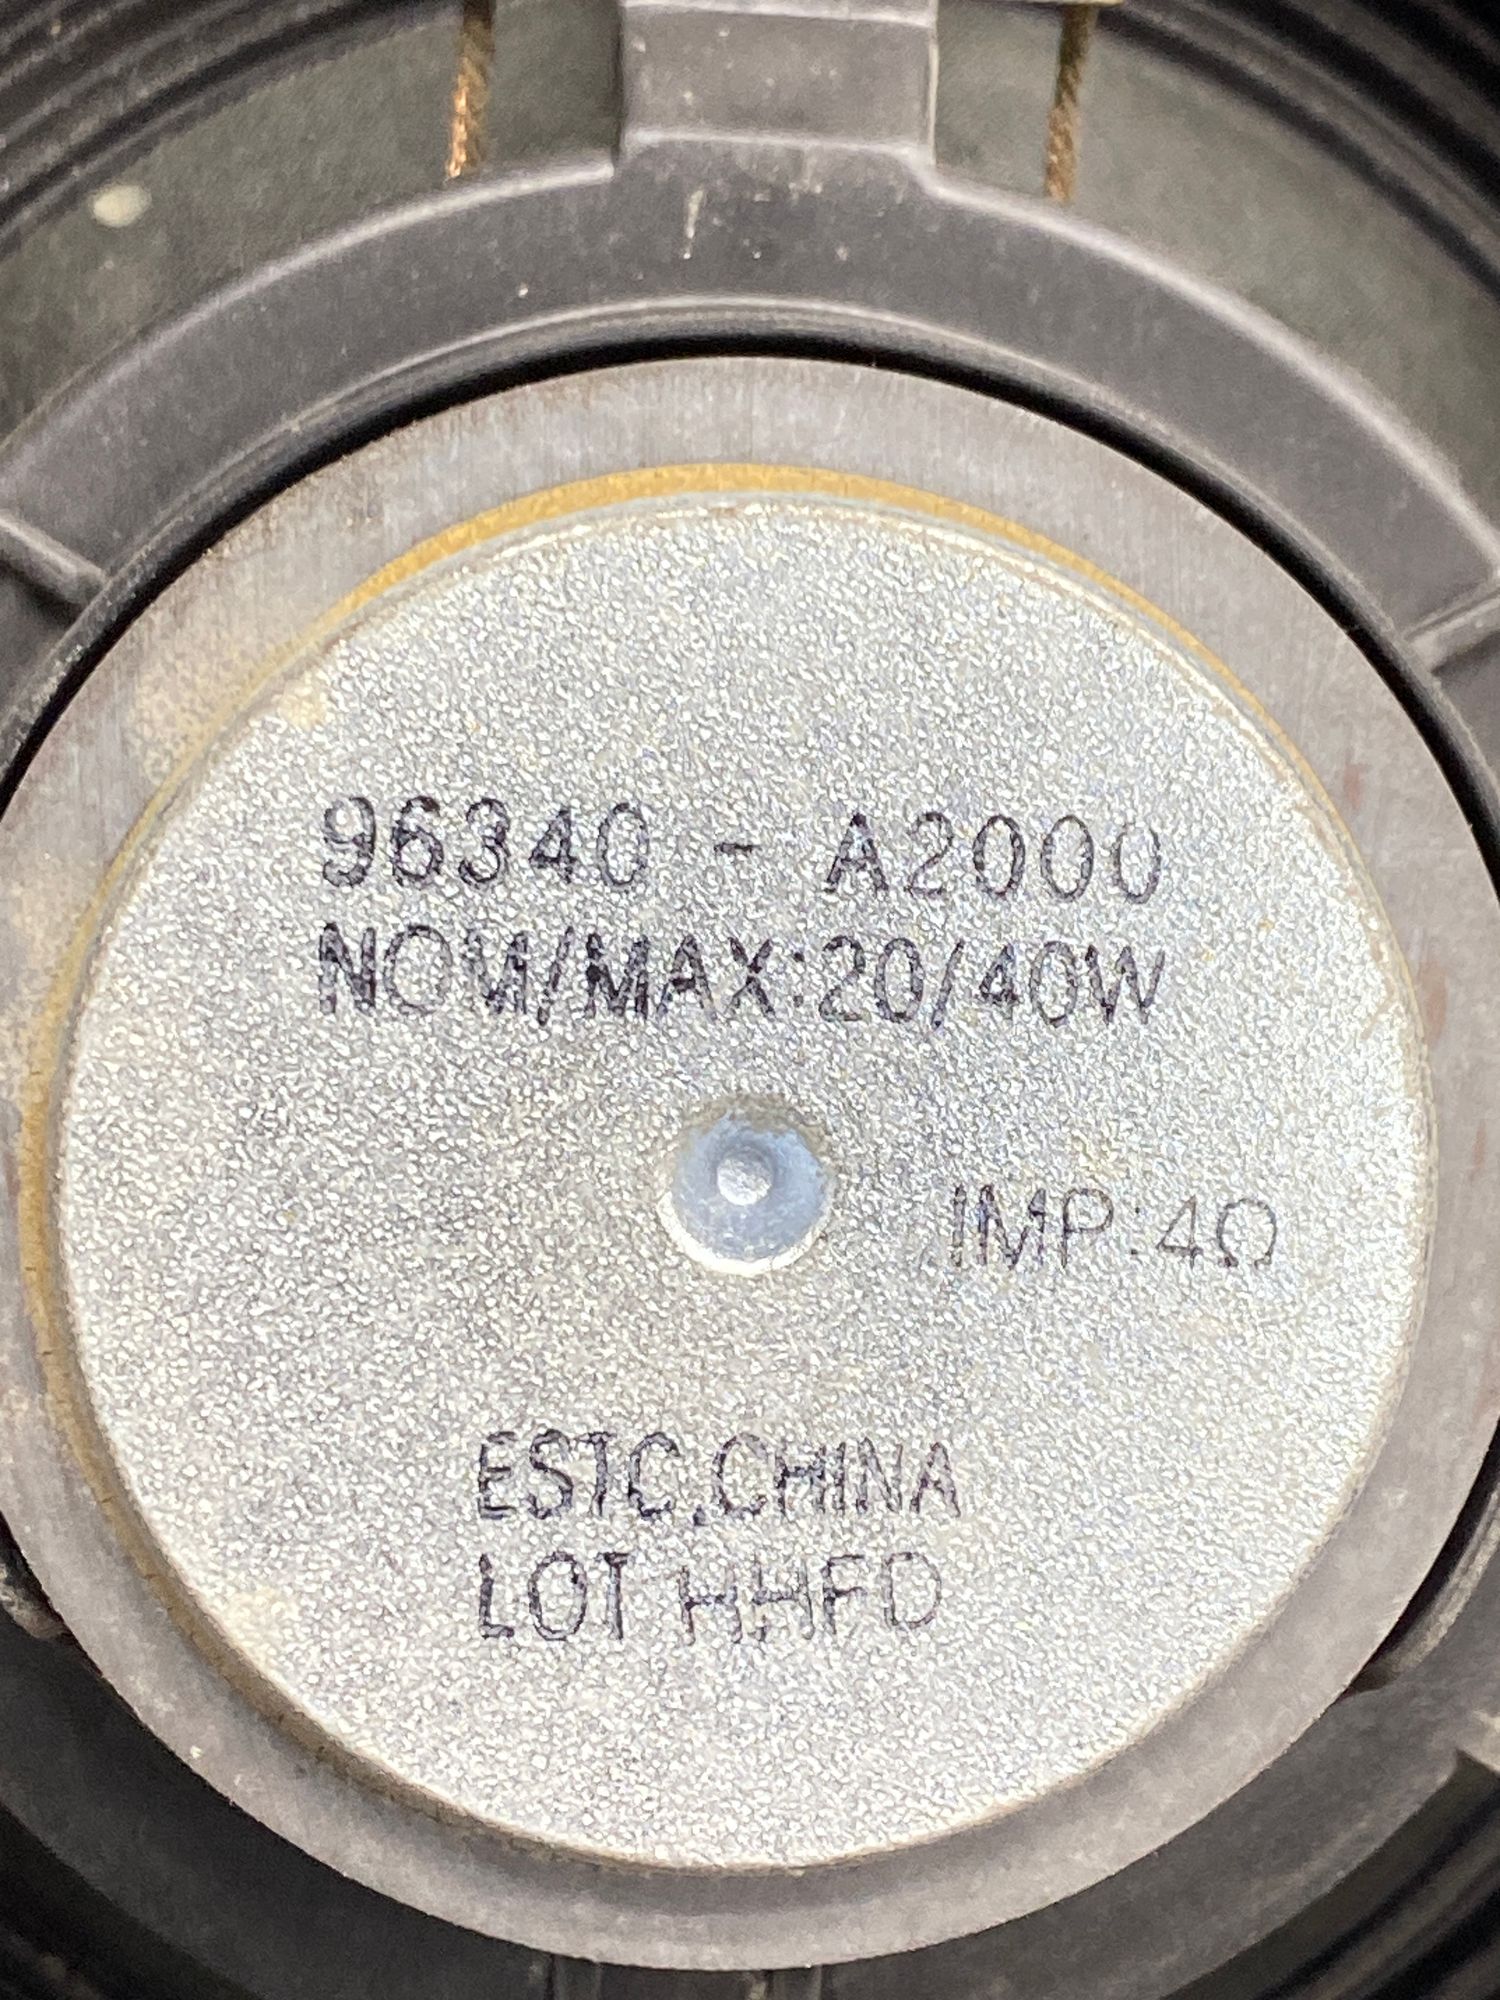 96340 - A2000
NOM/MAX:20/40W
IMP:4Ω
ESTC.CHINA
LOT HHFD